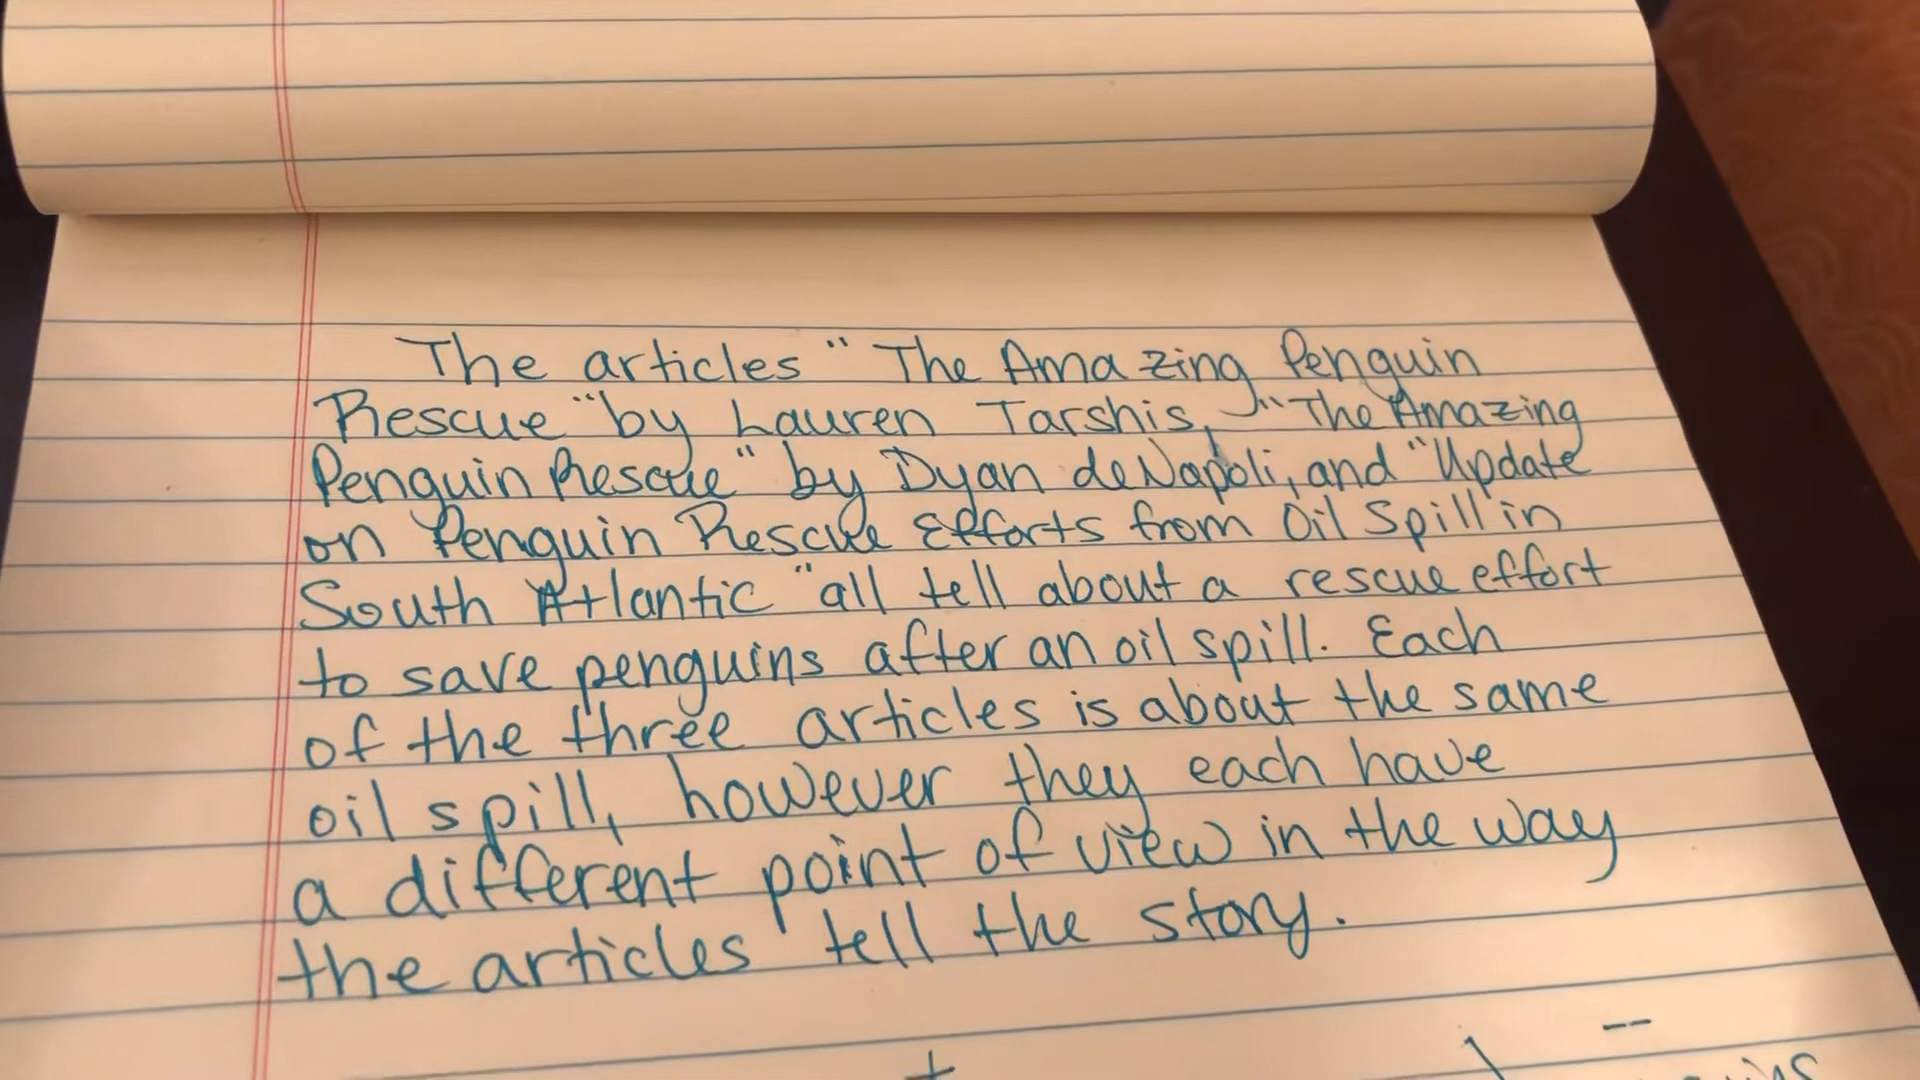 The articles "The Amazing Penguin
Rescue" by Lauren Tarshis, "The Amazing
Penguin Rescue" by Dyan deNapoli, and "Update
on Penguin Rescue Efforts from Oil Spill in
South Atlantic "all tell about a rescue effort
to save penguins after an oil spill. Each
of the three articles is about the same
oil spill, however they each have
a different point of view in the way
the articles tell the story.